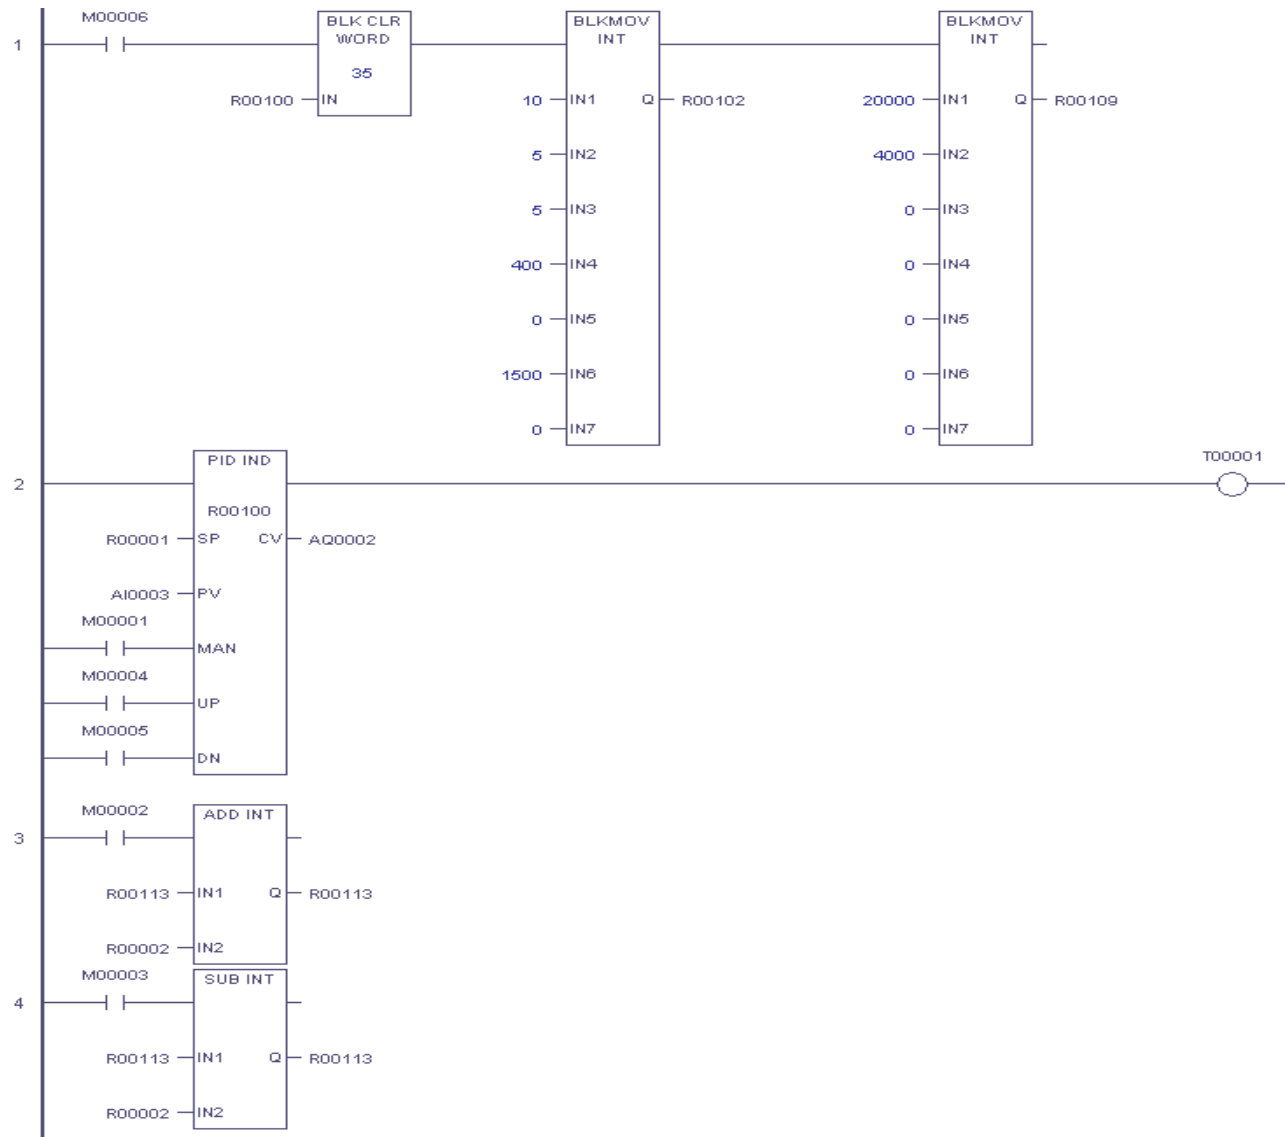 M00006
1
BLK CLR
WORD
35
R00100 IN
BLKMOV
INT
10 IN1 Q R00102
5 IN2
5 IN3
400 IN4
0 IN5
1500 IN6
0 IN7
BLKMOV
INT
20000 IN1 Q R00109
4000 IN2
0 IN3
0 IN4
0 IN5
0 IN6
0 IN7
2
PID IND
R00100
T00001
R00001 SP CV AQ0002
AI0003 PV
M00001
MAN
M00004
UP
M00005
DN
M00002
3
ADD INT
R00113 IN1 Q R00113
R00002 IN2
M00003
4
SUB INT
R00113 IN1 Q R00113
R00002 IN2